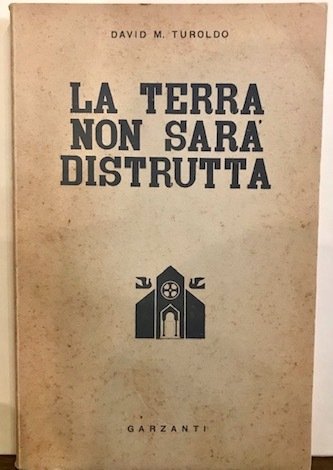 DAVID M. TUROLDO
LA TERRA
NON SARA'
DISTRUTTA
GARZANTI